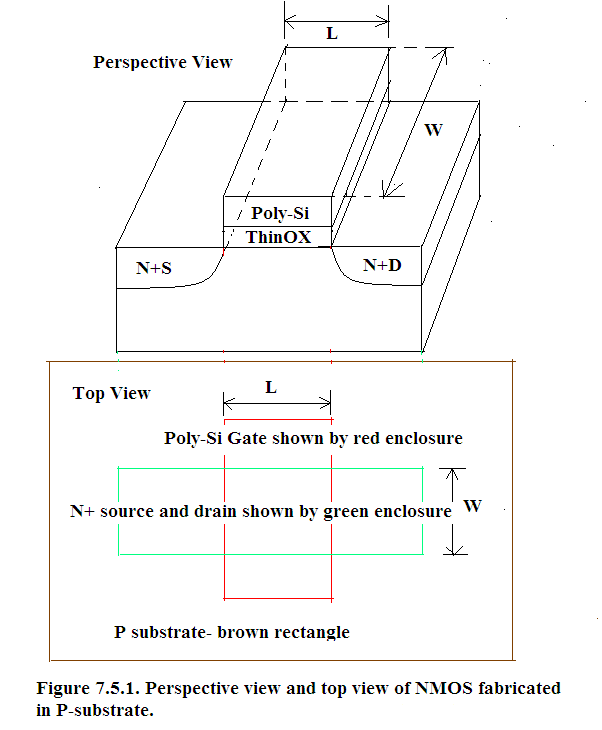 L
Perspective View
W
Poly-Si
ThinOX
N+S
N+D
Top View
L
Poly-Si Gate shown by red enclosure
N+ source and drain shown by green enclosure
W
P substrate- brown rectangle
Figure 7.5.1. Perspective view and top view of NMOS fabricated
in P-substrate.